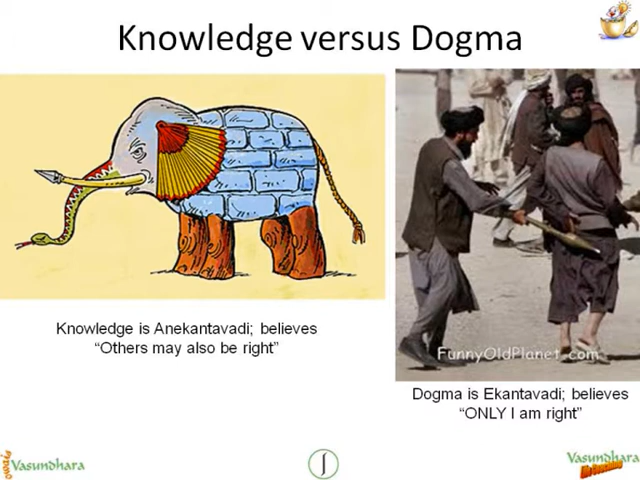 Knowledge versus Dogma
Knowledge is Anekantavadi; believes
“Others may also be right”
FunnyOldPlanet.com
Dogma is Ekantavadi; believes
“ONLY I am right”
Vasundhara
Vasundhara